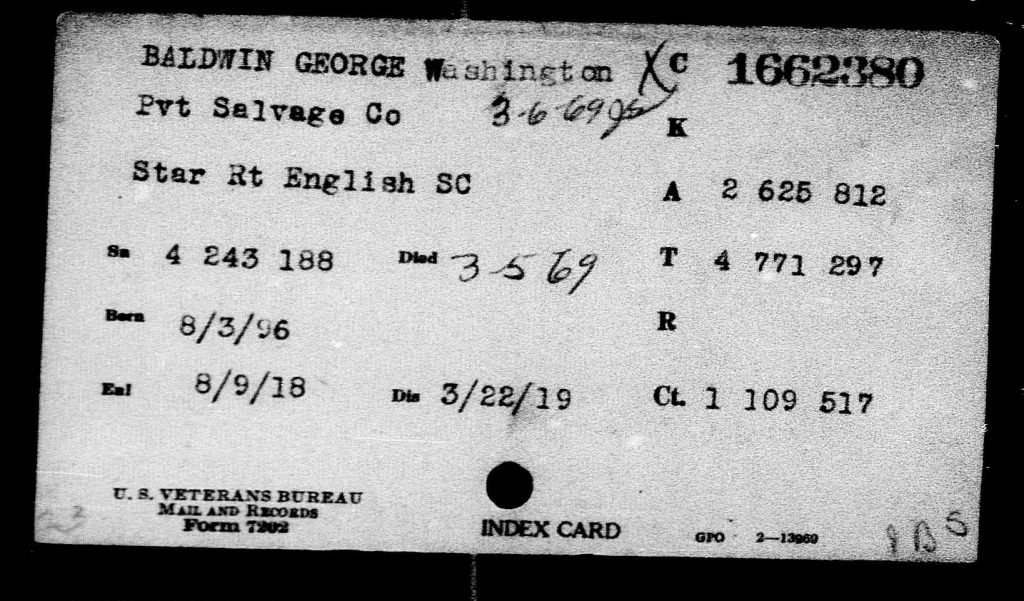 BALDWIN GEORGE Washington X C 1662380
Pvt Salvage Co 3-6-69 K
Star Rt English SC A 2 625 812
Sn 4 243 188 Died 3-5 69 T 4 771 297
Born 8/3/96 R
Enl 8/9/18 Dis 3/22/19 Ct. 1 109 517
U. S. VETERANS BUREAU
MAIL AND RECORDS
Form 7202 INDEX CARD GPO 2—13969